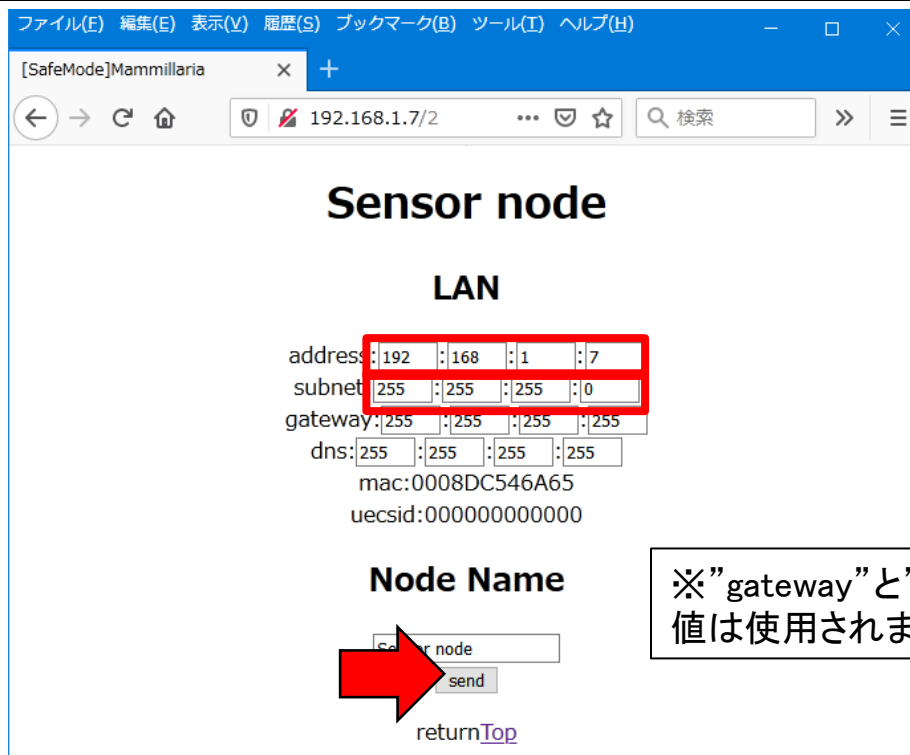 ファイル(F) 編集(E) 表示(V) 履歴(S) ブックマーク(B) ツール(T) ヘルプ(H)
[SafeMode]Mammillaria
192.168.1.7/2
検索
Sensor node
LAN
address:192:168:1:7
subnet 255:255:255:0
gateway:255:255:255:255
dns:255:255:255:255
mac:0008DC546A65
uecsid:000000000000
Node Name
※”gateway”と”
値は使用されま
Sensor node
send
returnTop